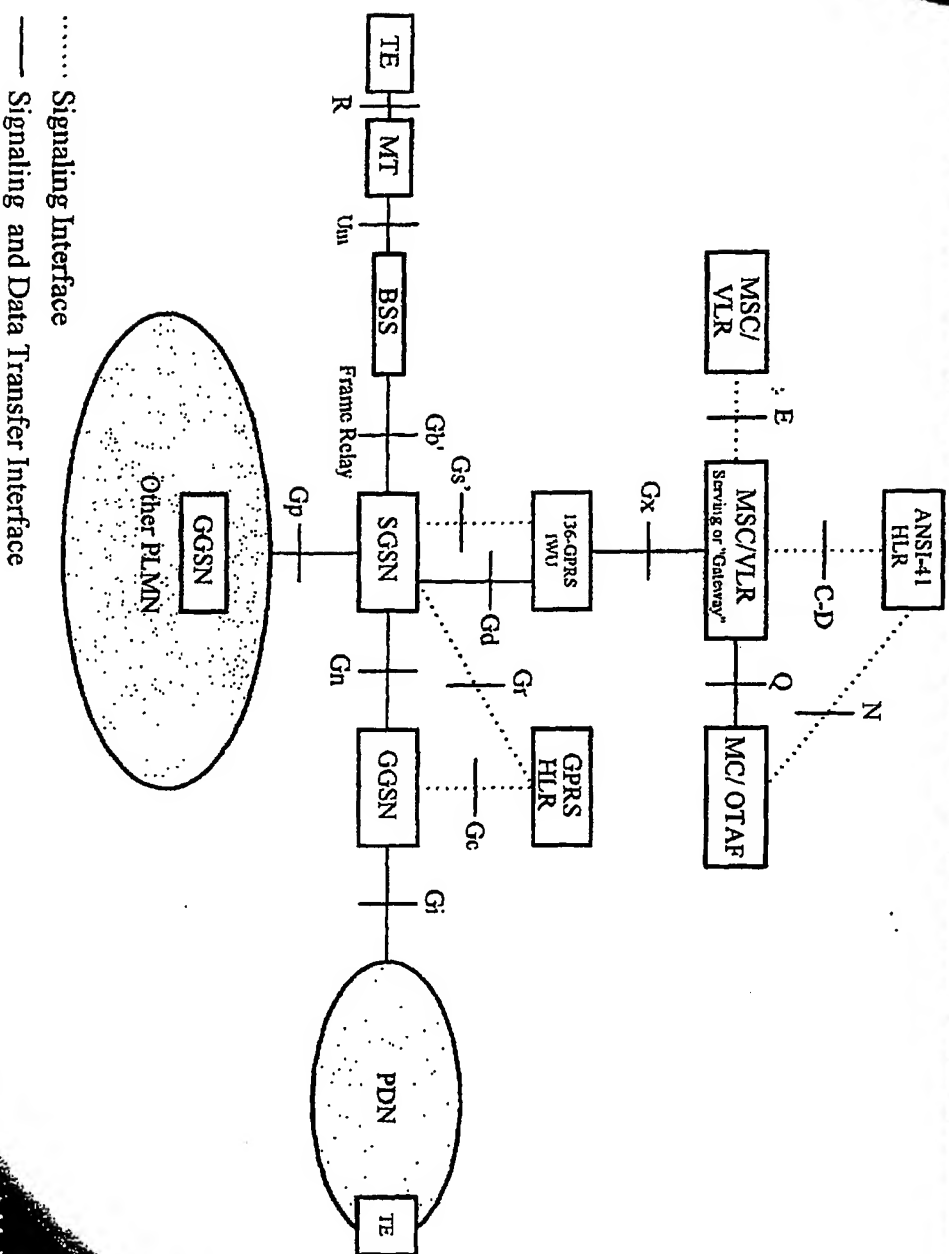 ANSI-41
HLR
C-D
N
MSC/
VLR
E
MSC/VLR
Serving or "Gateway"
Q
MC/ OTAF
Gx
136-GPRS
IWU
GPRS
HLR
Gs'
Gd
Gr
Gc
TE
R
MT
Um
BSS
Gb'
Frame Relay
SGSN
Gn
GGSN
Gi
PDN
TE
Gp
GGSN
Other PLMN
...... Signaling Interface
— Signaling and Data Transfer Interface